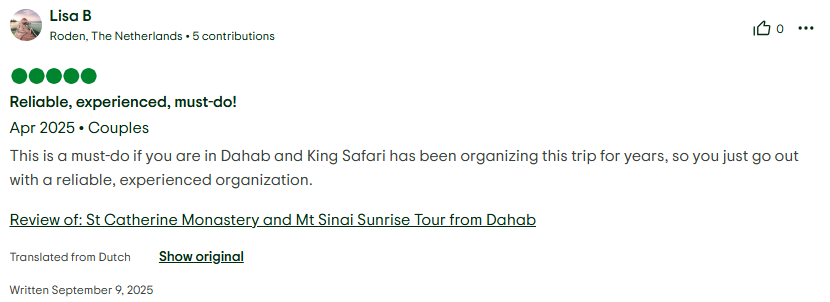 Lisa B
Roden, The Netherlands • 5 contributions
0
Reliable, experienced, must-do!
Apr 2025 • Couples
This is a must-do if you are in Dahab and King Safari has been organizing this trip for years, so you just go out
with a reliable, experienced organization.
Review of: St Catherine Monastery and Mt Sinai Sunrise Tour from Dahab
Translated from Dutch Show original
Written September 9, 2025